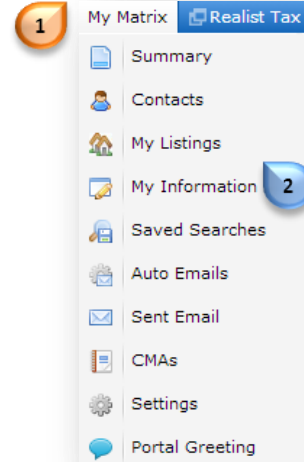 1 My Matrix Realist Tax
Summary
Contacts
My Listings
My Information 2
Saved Searches
Auto Emails
Sent Email
CMAs
Settings
Portal Greeting